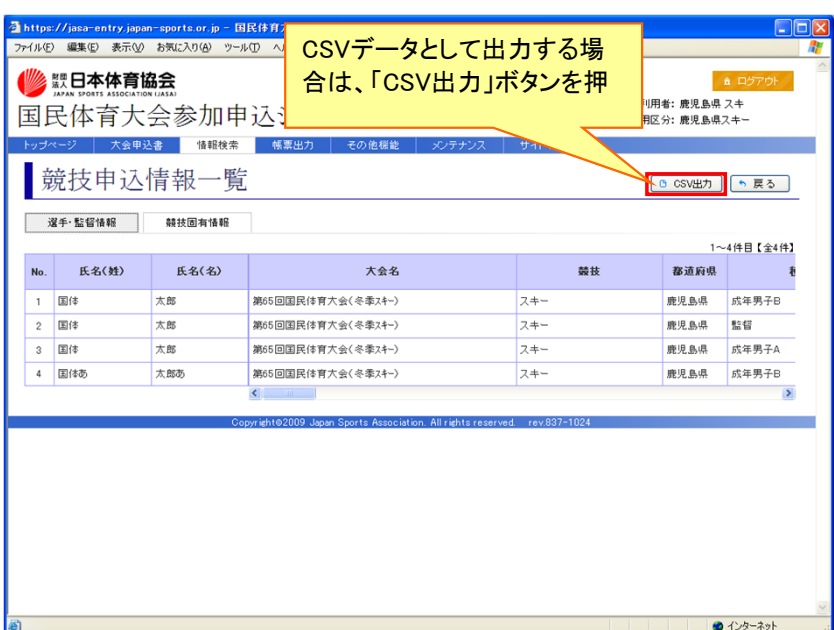 https://jasa-entry.japan-sports.or.jp - 国民体育
ファイル(F) 編集(E) 表示(V) お気に入り(A) ツール(T)
CSVデータとして出力する場
合は、「CSV出力」ボタンを押
財団法人 日本体育協会
JAPAN SPORTS ASSOCIATION (JASA)
ログアウト
国民体育大会参加申込
用者: 鹿児島県 スキ
用区分: 鹿児島県スキー
トップページ 大会申込書 情報検索 帳票出力 その他機能 メンテナンス サイト
競技申込情報一覧
CSV出力 戻る
選手・監督情報 競技固有情報
1～4件目【全4件】
No. 氏名(姓) 氏名(名) 大会名 競技 都道府県
1 国体 太郎 第65回国民体育大会(冬季スキー) スキー 鹿児島県 成年男子B
2 国体 太郎 第65回国民体育大会(冬季スキー) スキー 鹿児島県 監督
3 国体 太郎 第65回国民体育大会(冬季スキー) スキー 鹿児島県 成年男子A
4 国体あ 太郎あ 第65回国民体育大会(冬季スキー) スキー 鹿児島県 成年男子B
Copyright©2009 Japan Sports Association. All rights reserved. rev.837-1024
インターネット